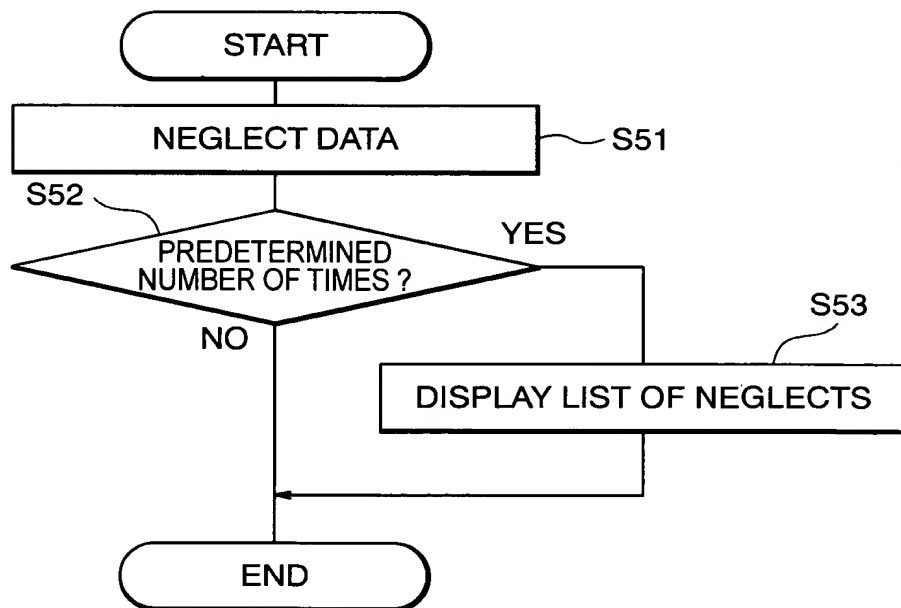 START
NEGLECT DATA
S51
S52
PREDETERMINED
NUMBER OF TIMES ?
YES
NO
S53
DISPLAY LIST OF NEGLECTS
END